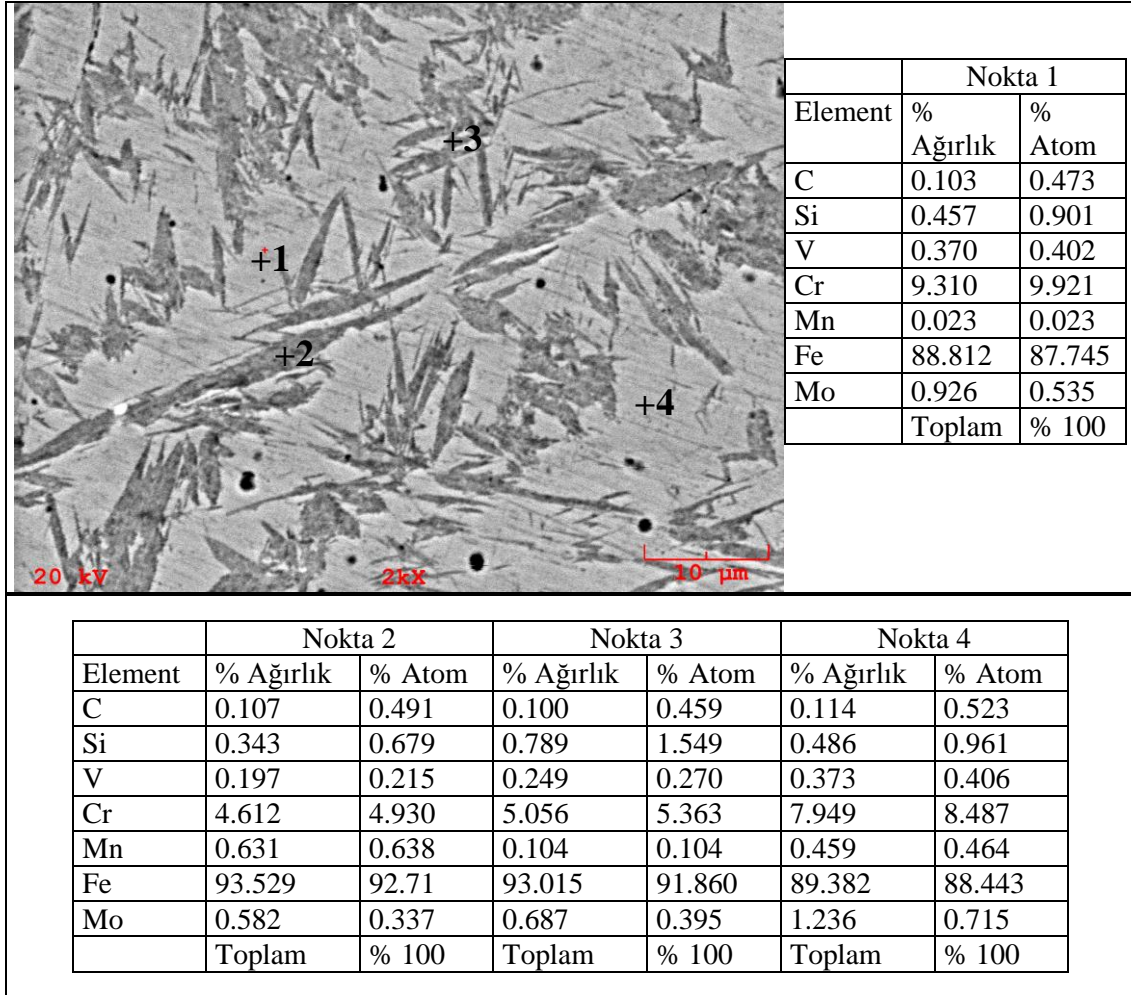 +3
+1
+2
+4
20 kV 2kX 10 µm
Nokta 1
Element % Ağırlık % Atom
C 0.103 0.473
Si 0.457 0.901
V 0.370 0.402
Cr 9.310 9.921
Mn 0.023 0.023
Fe 88.812 87.745
Mo 0.926 0.535
Toplam % 100
Nokta 2 Nokta 3 Nokta 4
Element % Ağırlık % Atom % Ağırlık % Atom % Ağırlık % Atom
C 0.107 0.491 0.100 0.459 0.114 0.523
Si 0.343 0.679 0.789 1.549 0.486 0.961
V 0.197 0.215 0.249 0.270 0.373 0.406
Cr 4.612 4.930 5.056 5.363 7.949 8.487
Mn 0.631 0.638 0.104 0.104 0.459 0.464
Fe 93.529 92.71 93.015 91.860 89.382 88.443
Mo 0.582 0.337 0.687 0.395 1.236 0.715
Toplam % 100 Toplam % 100 Toplam % 100